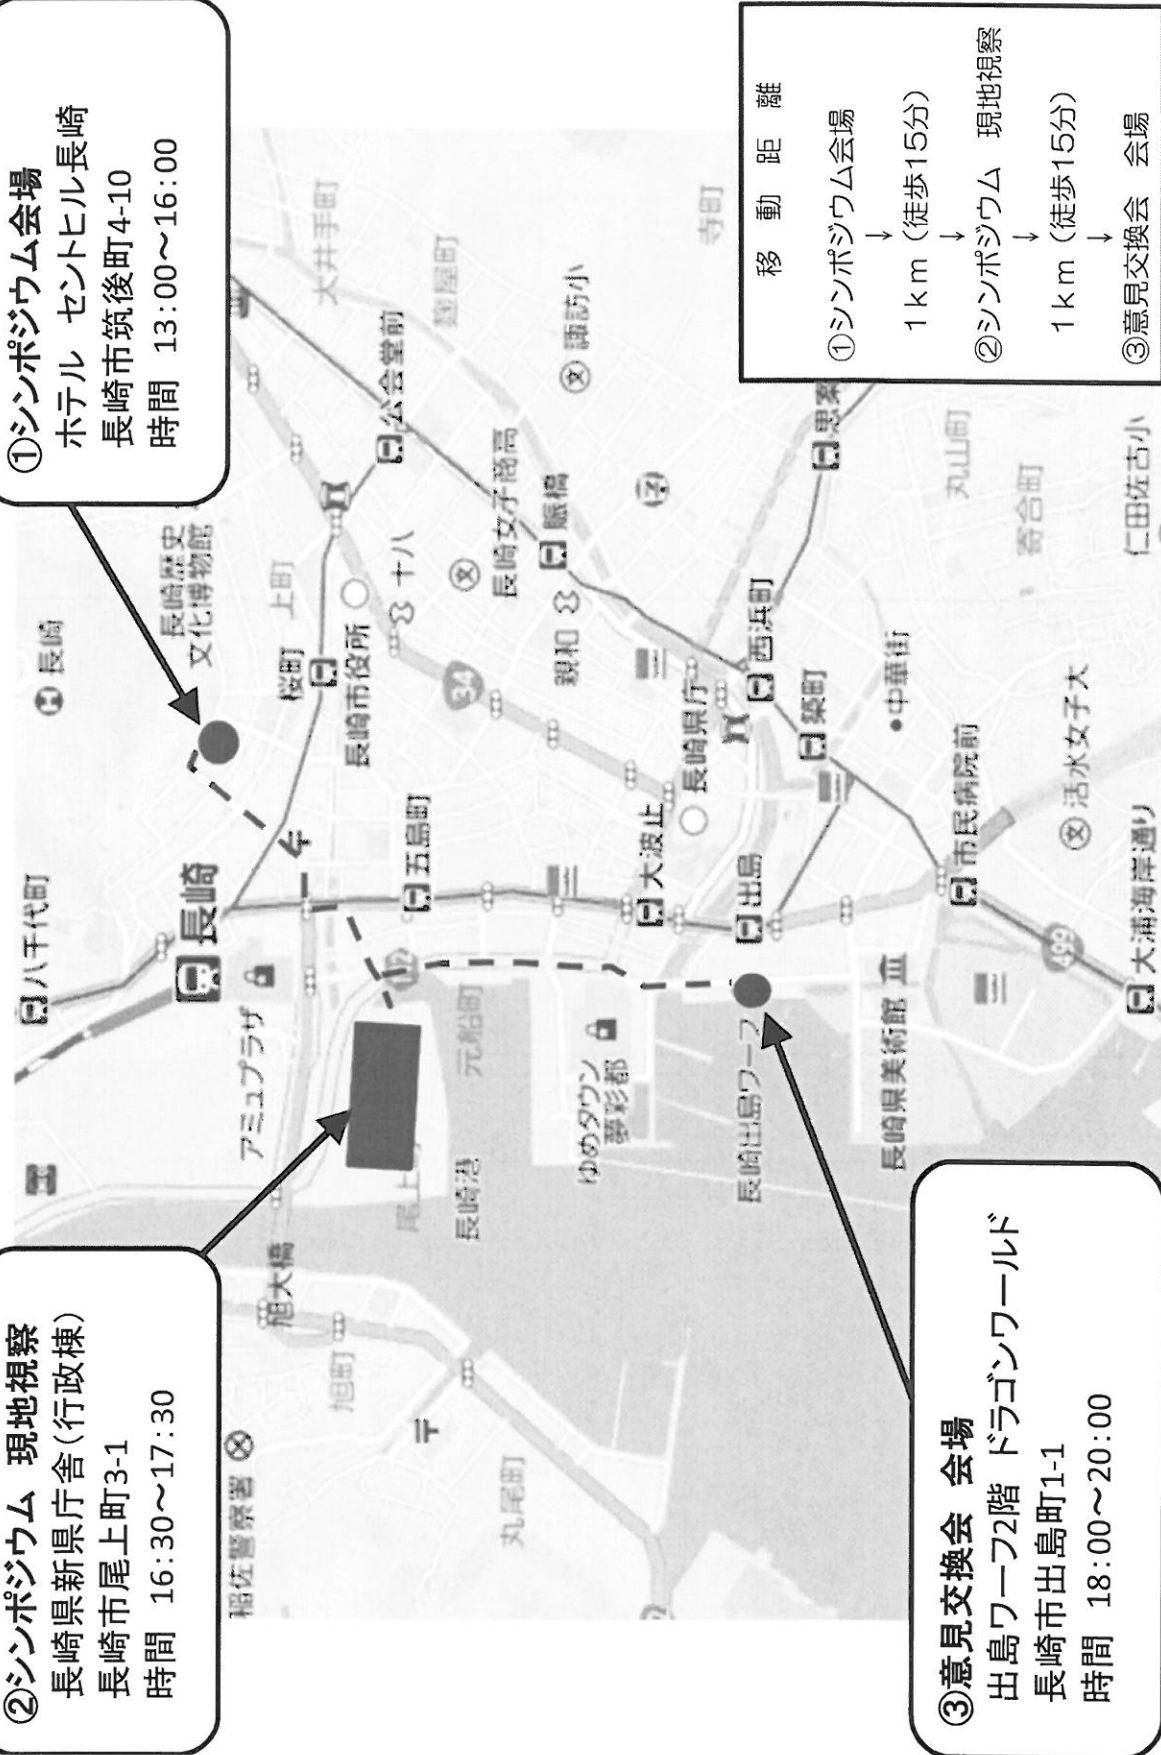 ②シンポジウム 現地視察
長崎県新県庁舎(行政棟)
長崎市尾上町3-1
時間 16:30～17:30
①シンポジウム会場
ホテル セントヒル長崎
長崎市筑後町4-10
時間 13:00～16:00
③意見交換会 会場
出島ワーフ2階 ドラゴンワールド
長崎市出島町1-1
時間 18:00～20:00
移動距離
①シンポジウム会場
↓
1km(徒歩15分)
↓
②シンポジウム 現地視察
↓
1km(徒歩15分)
↓
③意見交換会 会場
八千代町
長崎
長崎
長崎歴史
文化博物館
上町
桜町
長崎市役所
アミュプラザ
旭大橋
旭町
稲佐警察署
丸尾町
尾上
長崎港
元船町
五島町
十八
34
公会堂前
大井手町
麹屋町
諏訪小
寺町
長崎女子商高
賑橋
親和
ゆめタウン
夢彩都
大波止
長崎県庁
西浜町
思案
出島
築町
中華街
長崎出島ワーフ
長崎県美術館
市民病院前
丸山町
寄合町
仁田佐古小
活水女子大
大浦海岸通り
499